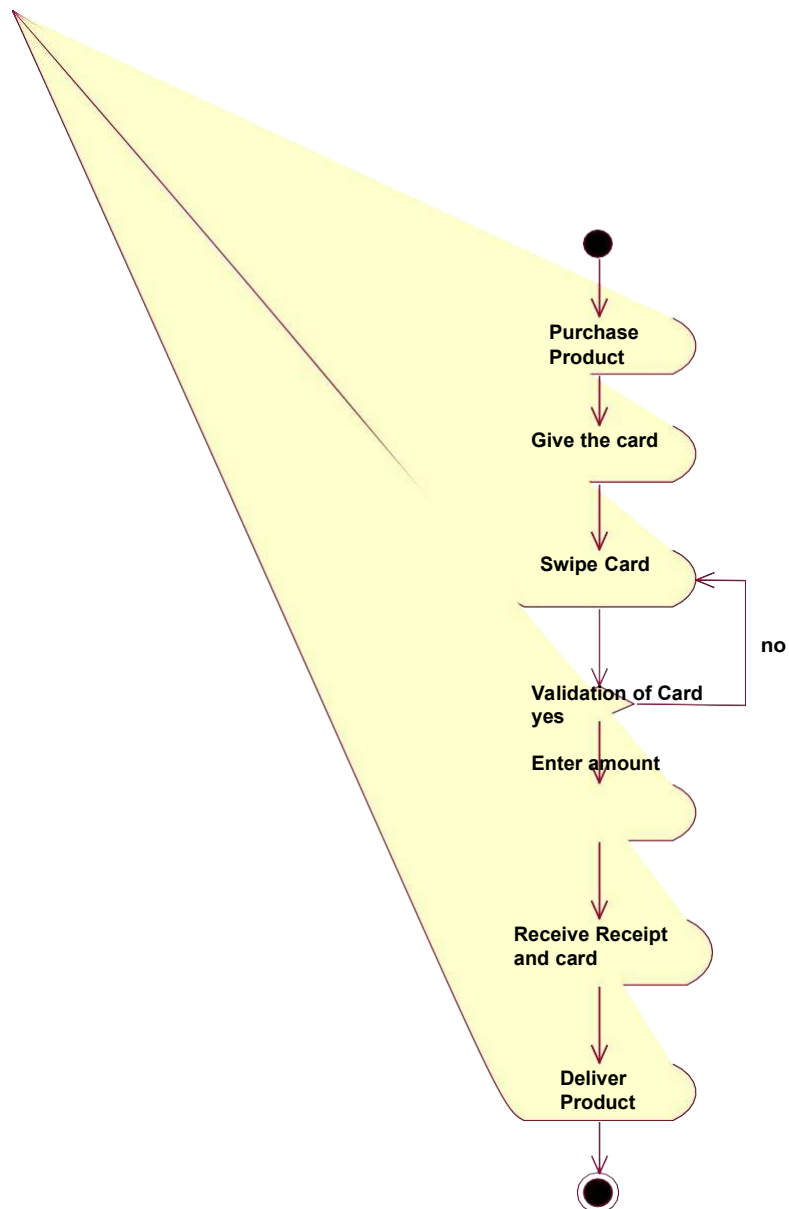 Purchase
Product
Give the card
Swipe Card
no
Validation of Card
yes
Enter amount
Receive Receipt
and card
Deliver
Product